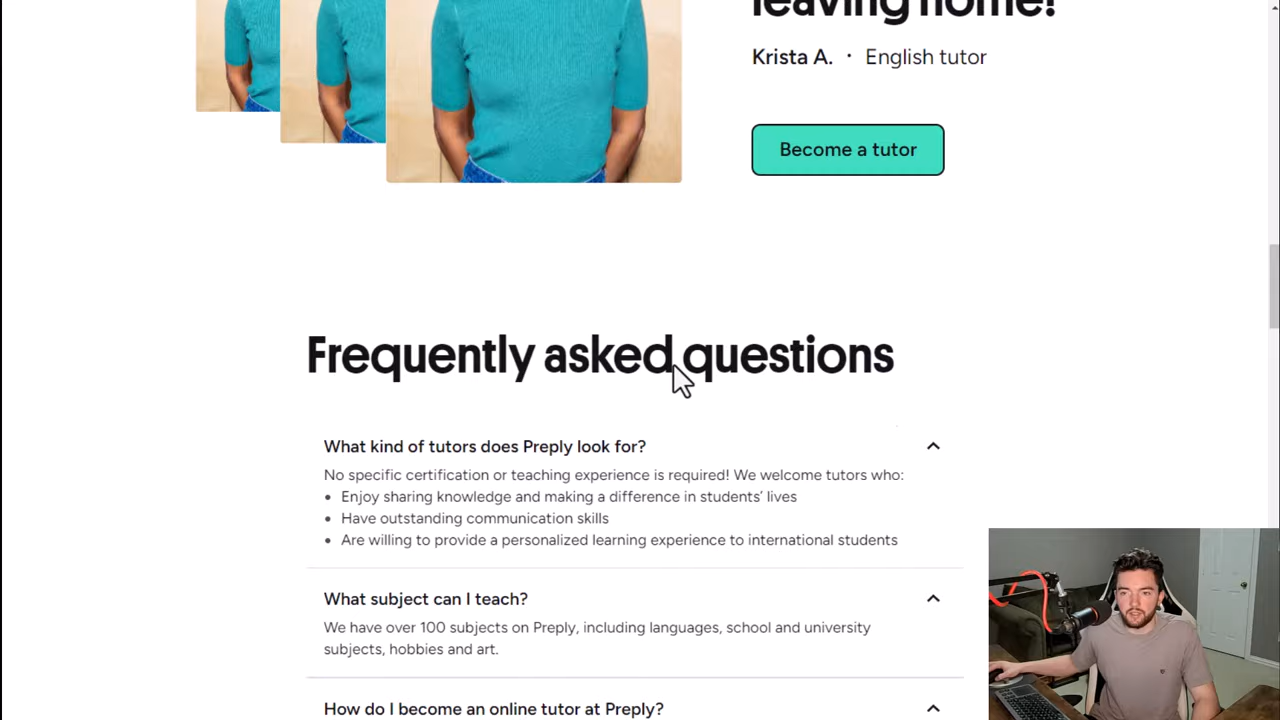 leaving home!
Krista A. · English tutor
Become a tutor
Frequently asked questions
What kind of tutors does Preply look for?
No specific certification or teaching experience is required! We welcome tutors who:
• Enjoy sharing knowledge and making a difference in students’ lives
• Have outstanding communication skills
• Are willing to provide a personalized learning experience to international students
What subject can I teach?
We have over 100 subjects on Preply, including languages, school and university
subjects, hobbies and art.
How do I become an online tutor at Preply?